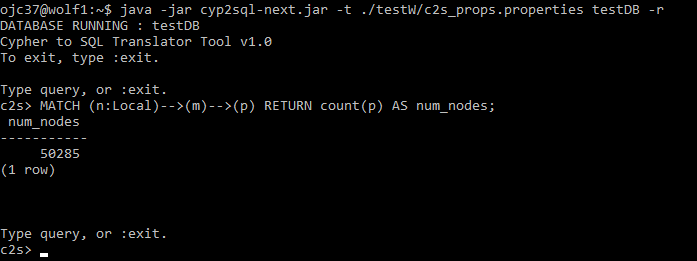 ojc37@wolf1:~$ java -jar cyp2sql-next.jar -t ./testW/c2s_props.properties testDB -r
DATABASE RUNNING : testDB
Cypher to SQL Translator Tool v1.0
To exit, type :exit.
Type query, or :exit.
c2s> MATCH (n:Local)-->(m)-->(p) RETURN count(p) AS num_nodes;
num_nodes
-----------
50285
(1 row)
Type query, or :exit.
c2s>